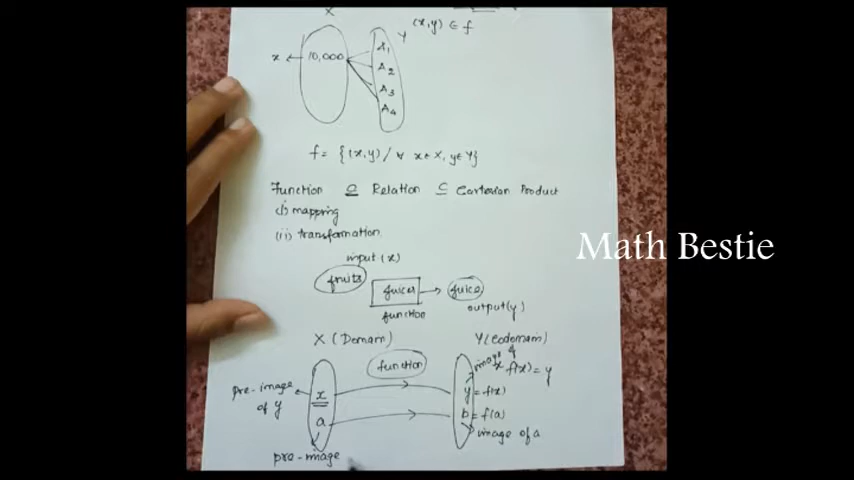 X
(x,y) ∈ f
Y
x ← 10,000
A1
A2
A3
A4
f = {(x,y) / ∀ x ∈ X, y ∈ Y}
Function ⊆ Relation ⊆ Cartesian Product
(i) mapping
(ii) transformation
Math Bestie
input (x)
fruits
juicer → juice
function
output(y)
X (Domain)
Y (codomain)
function
image of
x f(x) = y
pre-image
of y
x
y = f(x)
a
b = f(a)
image of a
pre-image